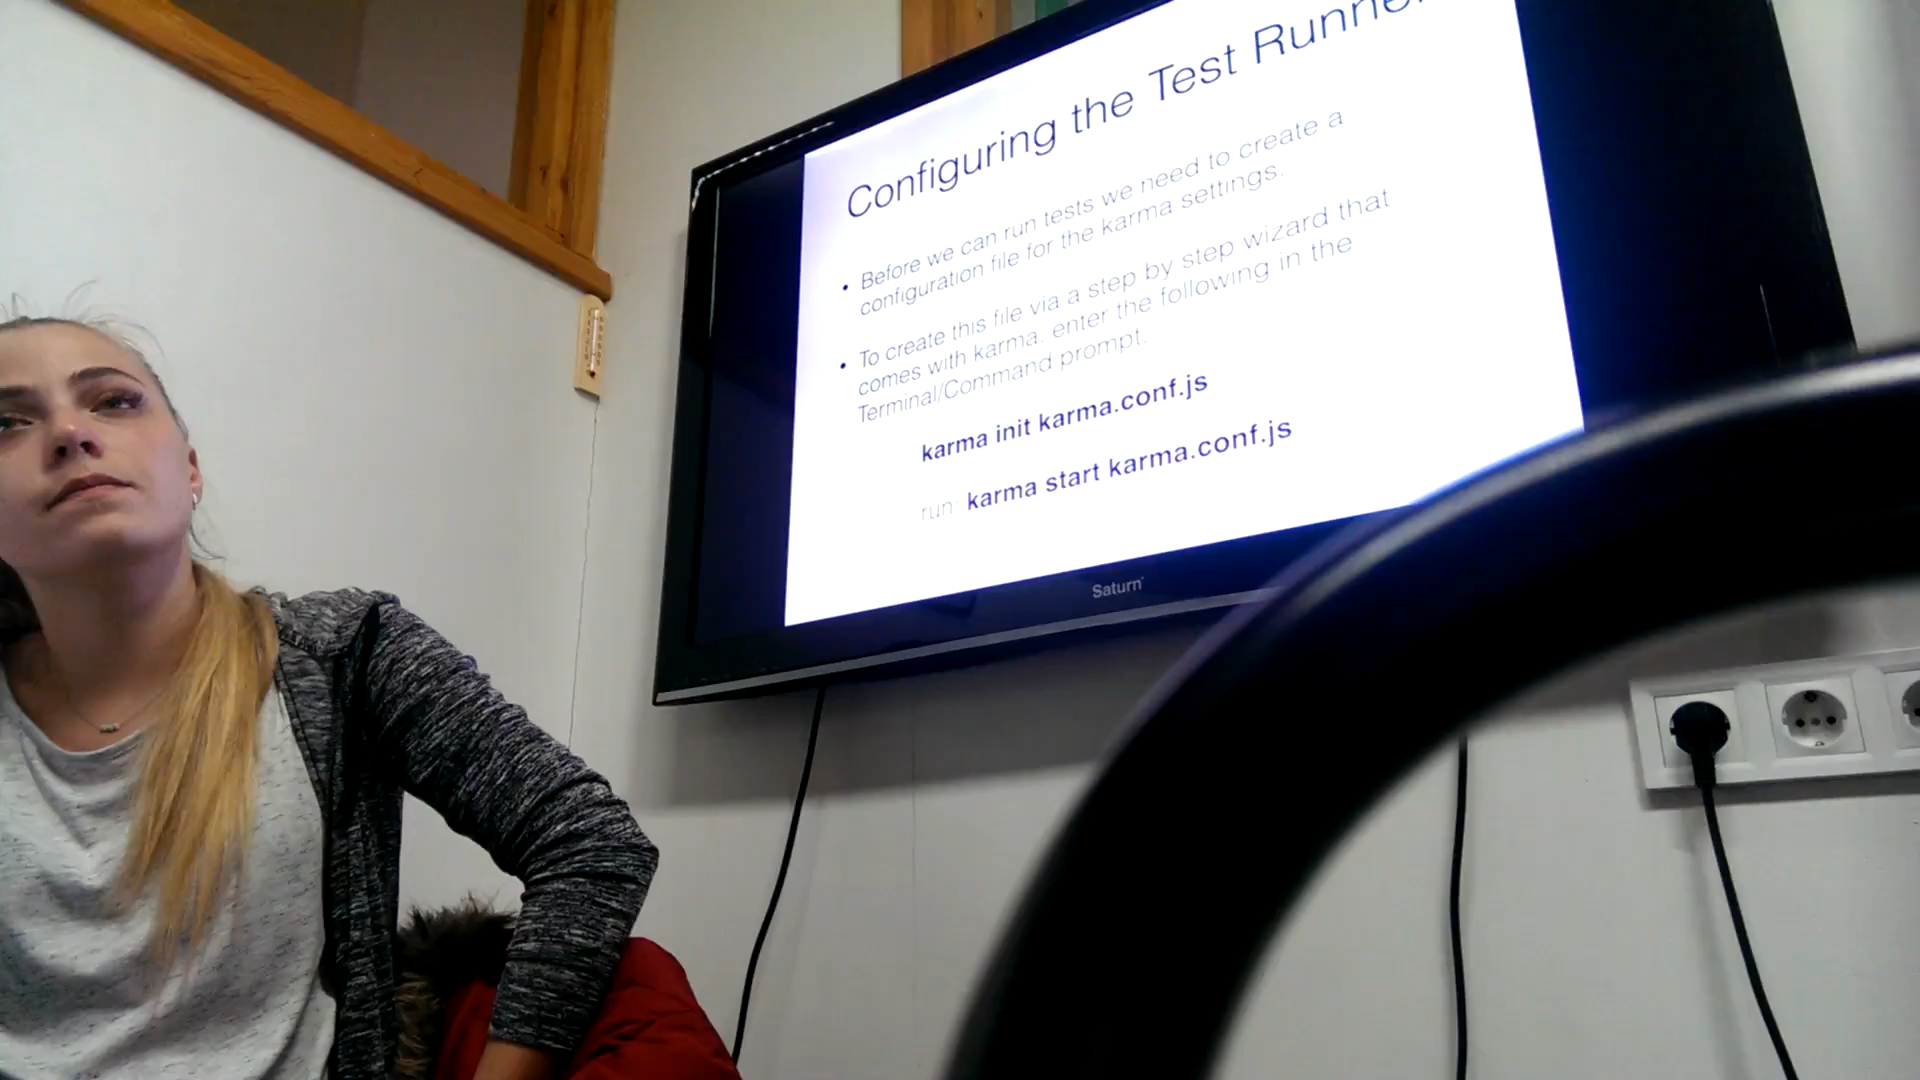 Configuring the Test Runner
• Before we can run tests we need to create a
configuration file for the karma settings.
• To create this file via a step by step wizard that
comes with karma, enter the following in the
Terminal/Command prompt.
karma init karma.conf.js
run: karma start karma.conf.js
Saturn